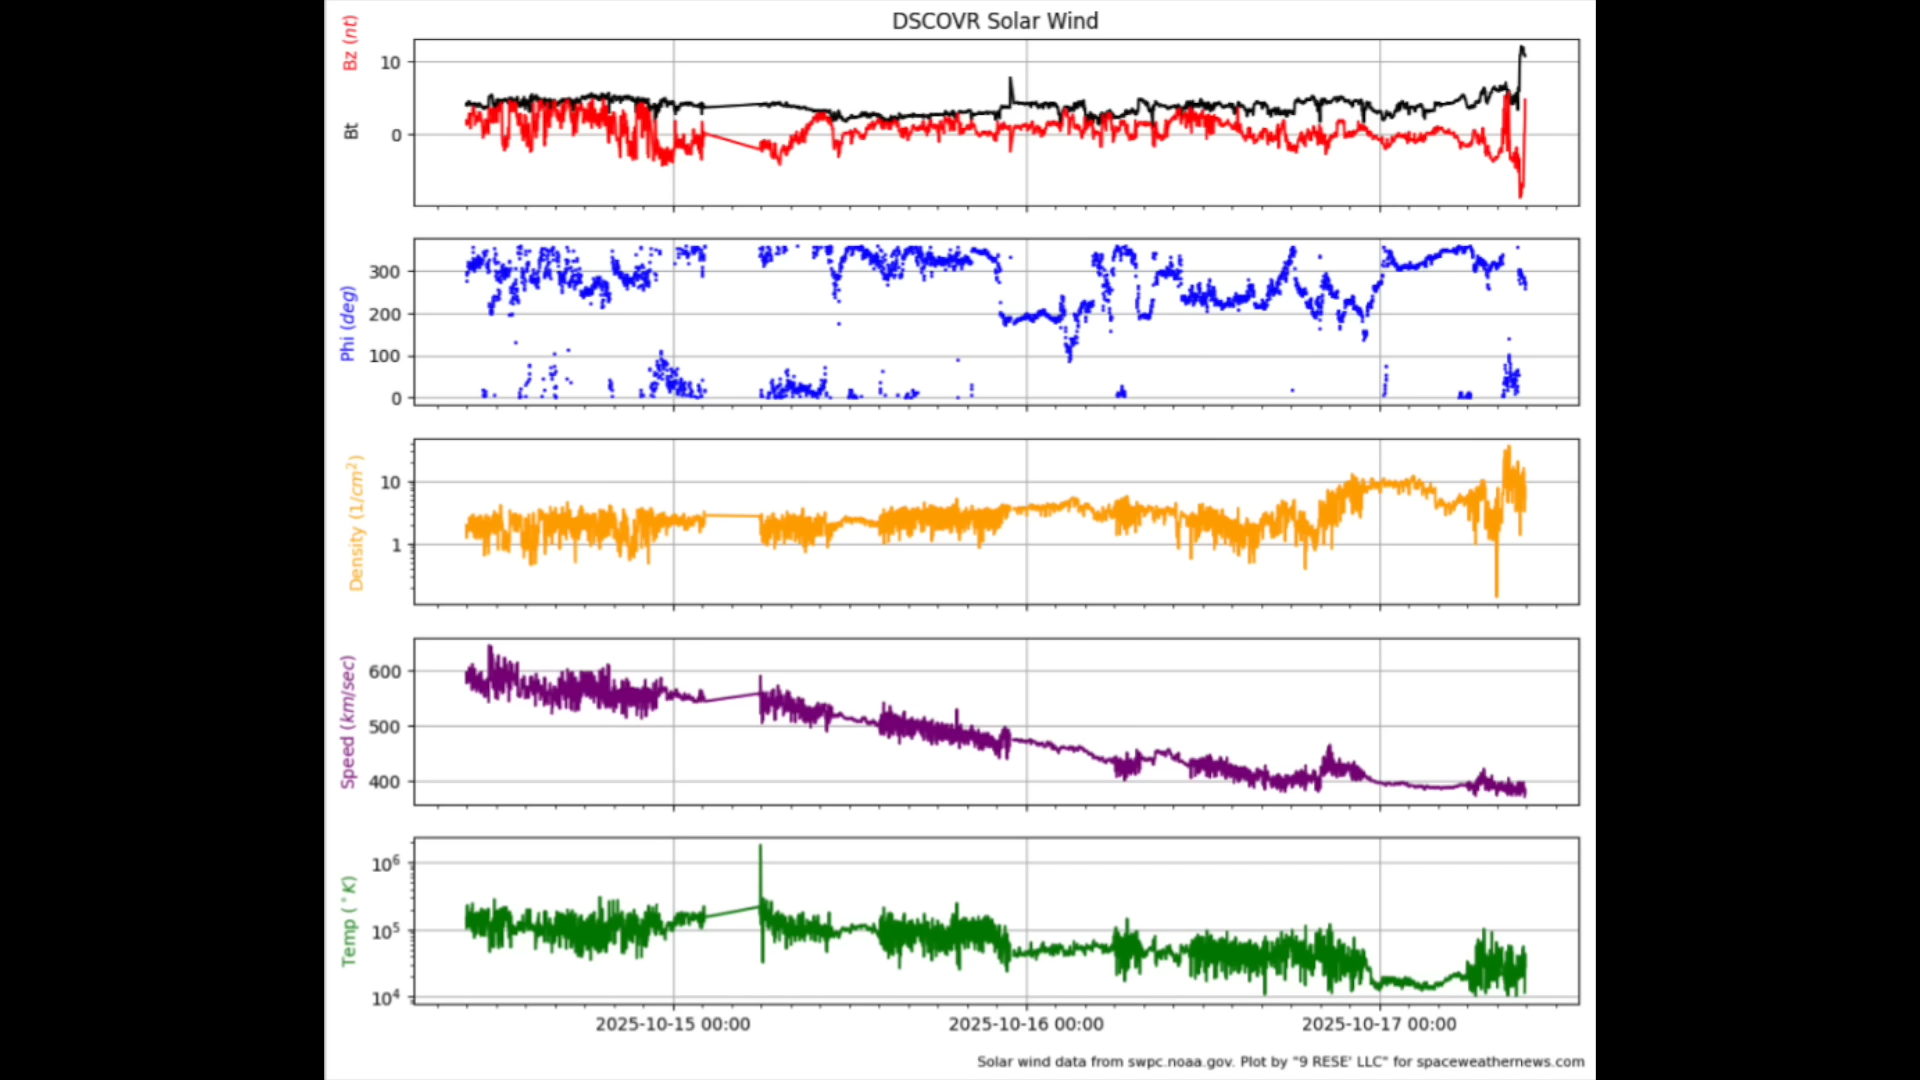 DSCOVR Solar Wind
Bz (nt)
Bt
10
0
Phi (deg)
300
200
100
0
Density (1/cm²)
10
1
Speed (km/sec)
600
500
400
Temp (°K)
10⁶
10⁵
10⁴
2025-10-15 00:00 2025-10-16 00:00 2025-10-17 00:00
Solar wind data from swpc.noaa.gov. Plot by "9 RESE' LLC" for spaceweathernews.com